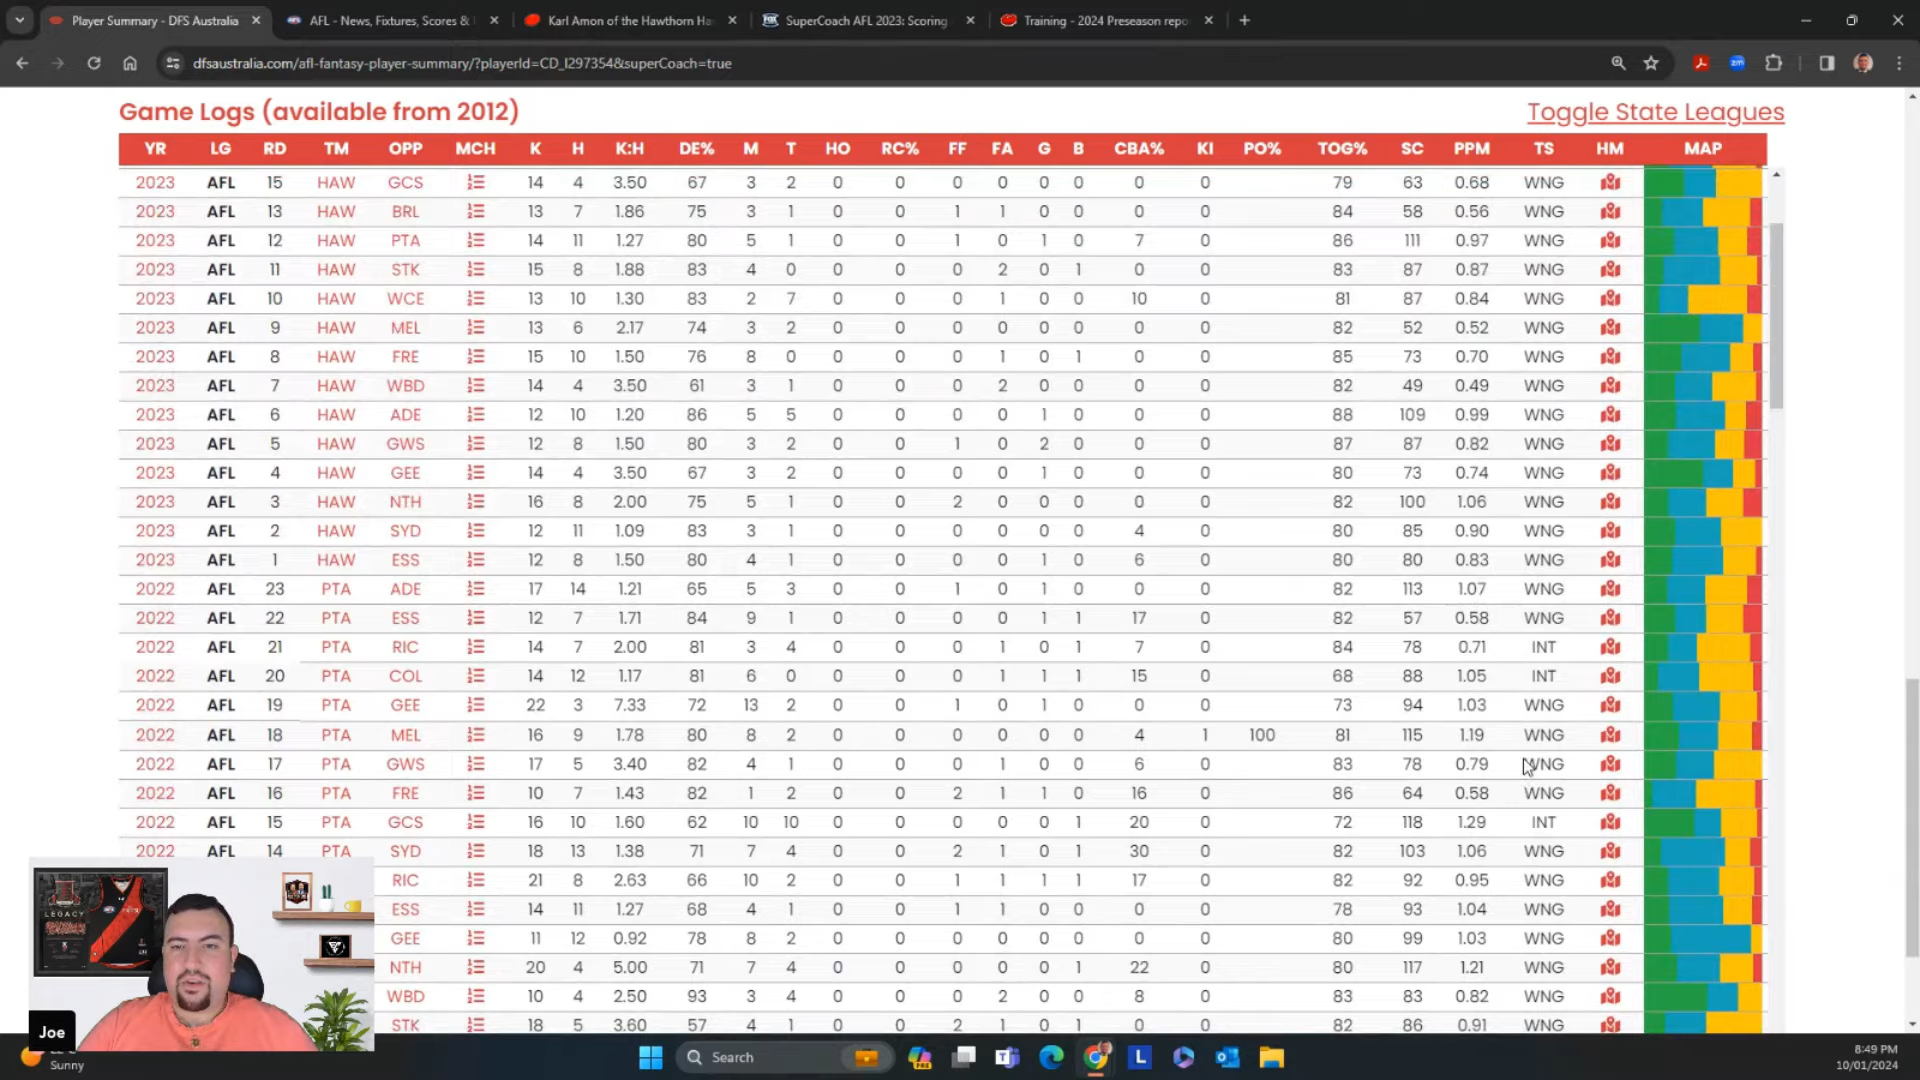 Player Summary - DFS Australia
AFL - News, Fixtures, Scores &
Karl Amon of the Hawthorn Ha
SuperCoach AFL 2023: Scoring
Training - 2024 Preseason repo
dfsaustralia.com/afl-fantasy-player-summary/?playerId=CD_I297354&superCoach=true
Game Logs (available from 2012)
Toggle State Leagues
YR LG RD TM OPP MCH K H K:H DE% M T HO RC% FF FA G B CBA% KI PO% TOG% SC PPM TS HM MAP
2023 AFL 15 HAW GCS 14 4 3.50 67 3 2 0 0 0 0 0 0 0 0 79 63 0.68 WNG
2023 AFL 13 HAW BRL 13 7 1.86 75 3 1 0 0 1 1 0 0 0 0 84 58 0.56 WNG
2023 AFL 12 HAW PTA 14 11 1.27 80 5 1 0 0 1 0 1 0 7 0 86 111 0.97 WNG
2023 AFL 11 HAW STK 15 8 1.88 83 4 0 0 0 0 2 0 1 0 0 83 87 0.87 WNG
2023 AFL 10 HAW WCE 13 10 1.30 83 2 7 0 0 0 1 0 0 10 0 81 87 0.84 WNG
2023 AFL 9 HAW MEL 13 6 2.17 74 3 2 0 0 0 0 0 0 0 0 82 52 0.52 WNG
2023 AFL 8 HAW FRE 15 10 1.50 76 8 0 0 0 0 1 0 1 0 0 85 73 0.70 WNG
2023 AFL 7 HAW WBD 14 4 3.50 61 3 1 0 0 0 2 0 0 0 0 82 49 0.49 WNG
2023 AFL 6 HAW ADE 12 10 1.20 86 5 5 0 0 0 0 1 0 0 0 88 109 0.99 WNG
2023 AFL 5 HAW GWS 12 8 1.50 80 3 2 0 0 1 0 2 0 0 0 87 87 0.82 WNG
2023 AFL 4 HAW GEE 14 4 3.50 67 3 2 0 0 0 0 1 0 0 0 80 73 0.74 WNG
2023 AFL 3 HAW NTH 16 8 2.00 75 5 1 0 0 2 0 0 0 0 0 82 100 1.06 WNG
2023 AFL 2 HAW SYD 12 11 1.09 83 3 1 0 0 0 0 0 0 4 0 80 85 0.90 WNG
2023 AFL 1 HAW ESS 12 8 1.50 80 4 1 0 0 0 0 1 0 6 0 80 80 0.83 WNG
2022 AFL 23 PTA ADE 17 14 1.21 65 5 3 0 0 1 0 1 0 0 0 82 113 1.07 WNG
2022 AFL 22 PTA ESS 12 7 1.71 84 9 1 0 0 0 0 1 1 17 0 82 57 0.58 WNG
2022 AFL 21 PTA RIC 14 7 2.00 81 3 4 0 0 0 1 0 1 7 0 84 78 0.71 INT
2022 AFL 20 PTA COL 14 12 1.17 81 6 0 0 0 0 1 1 1 15 0 68 88 1.05 INT
2022 AFL 19 PTA GEE 22 3 7.33 72 13 2 0 0 1 0 1 0 0 0 73 94 1.03 WNG
2022 AFL 18 PTA MEL 16 9 1.78 80 8 2 0 0 0 0 0 0 4 1 100 81 115 1.19 WNG
2022 AFL 17 PTA GWS 17 5 3.40 82 4 1 0 0 0 1 0 0 6 0 83 78 0.79 WNG
2022 AFL 16 PTA FRE 10 7 1.43 82 1 2 0 0 2 1 1 0 16 0 86 64 0.58 WNG
2022 AFL 15 PTA GCS 16 10 1.60 62 10 10 0 0 0 0 0 1 20 0 72 118 1.29 INT
2022 AFL 14 PTA SYD 18 13 1.38 71 7 4 0 0 2 1 0 1 30 0 82 103 1.06 WNG
RIC 21 8 2.63 66 10 2 0 0 1 1 1 1 17 0 82 92 0.95 WNG
ESS 14 11 1.27 68 4 1 0 0 1 1 0 0 0 0 78 93 1.04 WNG
GEE 11 12 0.92 78 8 2 0 0 0 0 0 0 0 0 80 99 1.03 WNG
NTH 20 4 5.00 71 7 4 0 0 0 0 0 1 22 0 80 117 1.21 WNG
WBD 10 4 2.50 93 3 4 0 0 0 2 0 0 8 0 83 83 0.82 WNG
STK 18 5 3.60 57 4 1 0 0 2 1 0 1 0 0 82 86 0.91 WNG
LEGACY
Joe
Sunny
Search
8:49 PM
10/01/2024